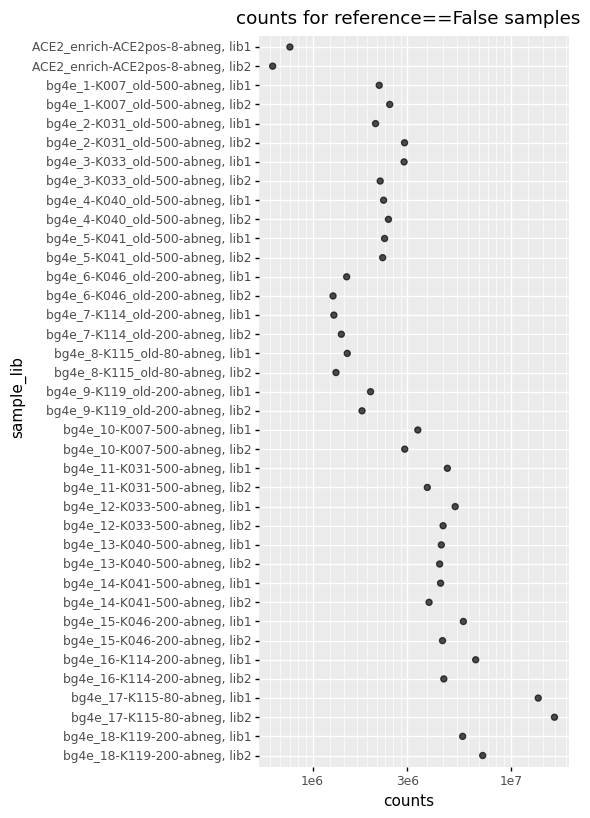 counts for reference==False samples
ACE2_enrich-ACE2pos-8-abneg, lib1
ACE2_enrich-ACE2pos-8-abneg, lib2
bg4e_1-K007_old-500-abneg, lib1
bg4e_1-K007_old-500-abneg, lib2
bg4e_2-K031_old-500-abneg, lib1
bg4e_2-K031_old-500-abneg, lib2
bg4e_3-K033_old-500-abneg, lib1
bg4e_3-K033_old-500-abneg, lib2
bg4e_4-K040_old-500-abneg, lib1
bg4e_4-K040_old-500-abneg, lib2
bg4e_5-K041_old-500-abneg, lib1
bg4e_5-K041_old-500-abneg, lib2
bg4e_6-K046_old-200-abneg, lib1
bg4e_6-K046_old-200-abneg, lib2
bg4e_7-K114_old-200-abneg, lib1
bg4e_7-K114_old-200-abneg, lib2
bg4e_8-K115_old-80-abneg, lib1
bg4e_8-K115_old-80-abneg, lib2
bg4e_9-K119_old-200-abneg, lib1
bg4e_9-K119_old-200-abneg, lib2
bg4e_10-K007-500-abneg, lib1
bg4e_10-K007-500-abneg, lib2
bg4e_11-K031-500-abneg, lib1
bg4e_11-K031-500-abneg, lib2
bg4e_12-K033-500-abneg, lib1
bg4e_12-K033-500-abneg, lib2
bg4e_13-K040-500-abneg, lib1
bg4e_13-K040-500-abneg, lib2
bg4e_14-K041-500-abneg, lib1
bg4e_14-K041-500-abneg, lib2
bg4e_15-K046-200-abneg, lib1
bg4e_15-K046-200-abneg, lib2
bg4e_16-K114-200-abneg, lib1
bg4e_16-K114-200-abneg, lib2
bg4e_17-K115-80-abneg, lib1
bg4e_17-K115-80-abneg, lib2
bg4e_18-K119-200-abneg, lib1
bg4e_18-K119-200-abneg, lib2
sample_lib
1e6 3e6 1e7
counts